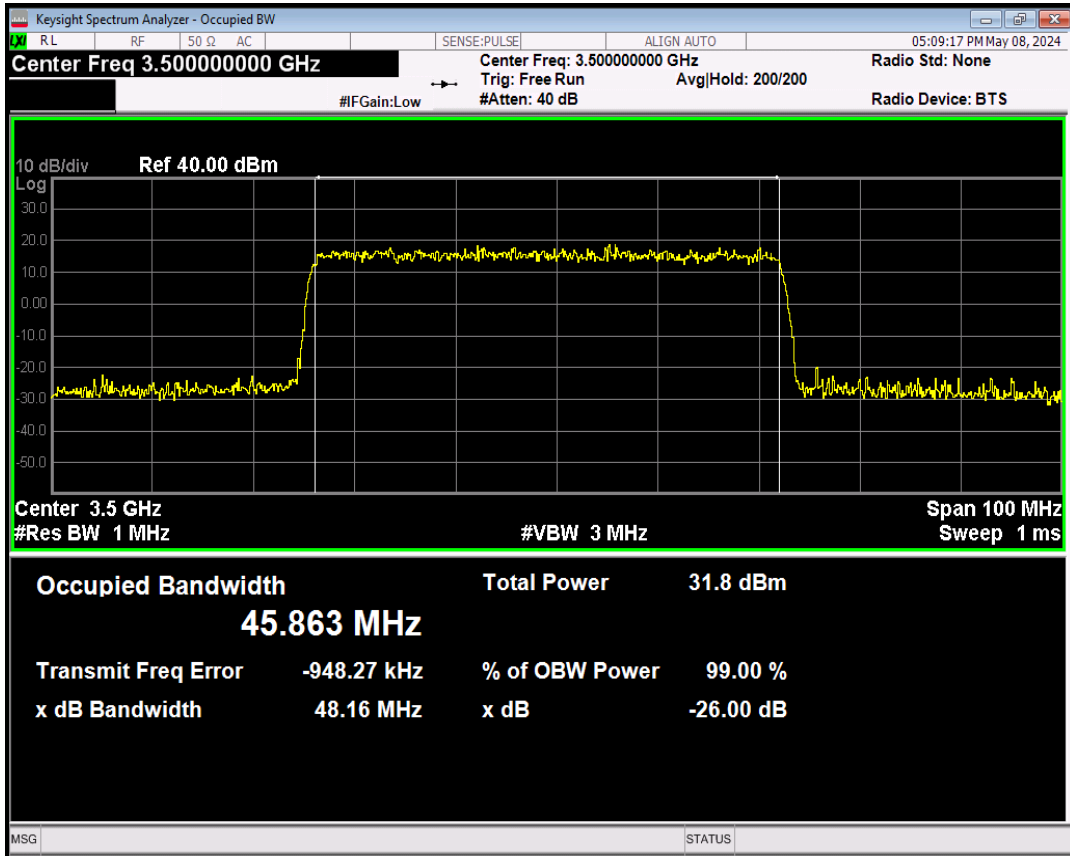 Keysight Spectrum Analyzer - Occupied BW
LXI RL RF 50 Ω AC SENSE:PULSE ALIGN AUTO 05:09:17 PM May 08, 2024
Center Freq 3.500000000 GHz Center Freq: 3.500000000 GHz Radio Std: None
Trig: Free Run Avg|Hold: 200/200
#IFGain:Low #Atten: 40 dB Radio Device: BTS
10 dB/div Ref 40.00 dBm
Log
30.0
20.0
10.0
0.00
-10.0
-20.0
-30.0
-40.0
-50.0
Center 3.5 GHz Span 100 MHz
#Res BW 1 MHz #VBW 3 MHz Sweep 1 ms
Occupied Bandwidth Total Power 31.8 dBm
45.863 MHz
Transmit Freq Error -948.27 kHz % of OBW Power 99.00 %
x dB Bandwidth 48.16 MHz x dB -26.00 dB
MSG STATUS